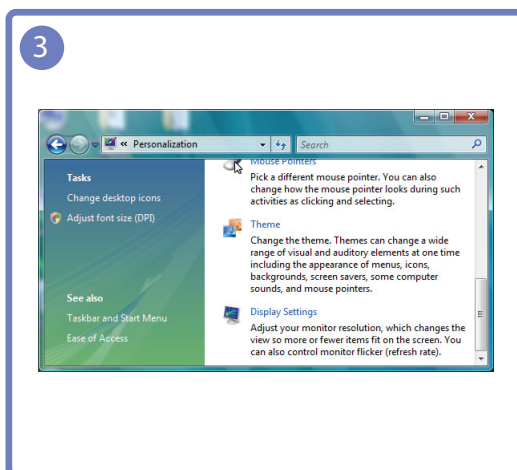 3
« Personalization
Search
Tasks
Change desktop icons
Adjust font size (DPI)
See also
Taskbar and Start Menu
Ease of Access
Mouse Pointers
Pick a different mouse pointer. You can also
change how the mouse pointer looks during such
activities as clicking and selecting.
Theme
Change the theme. Themes can change a wide
range of visual and auditory elements at one time
including the appearance of menus, icons,
backgrounds, screen savers, some computer
sounds, and mouse pointers.
Display Settings
Adjust your monitor resolution, which changes the
view so more or fewer items fit on the screen. You
can also control monitor flicker (refresh rate).